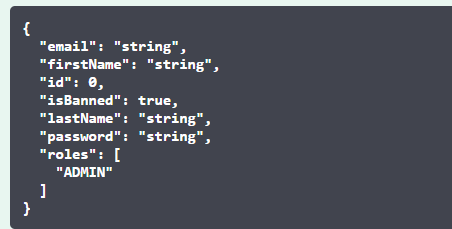 {
  "email": "string",
  "firstName": "string",
  "id": 0,
  "isBanned": true,
  "lastName": "string",
  "password": "string",
  "roles": [
    "ADMIN"
  ]
}